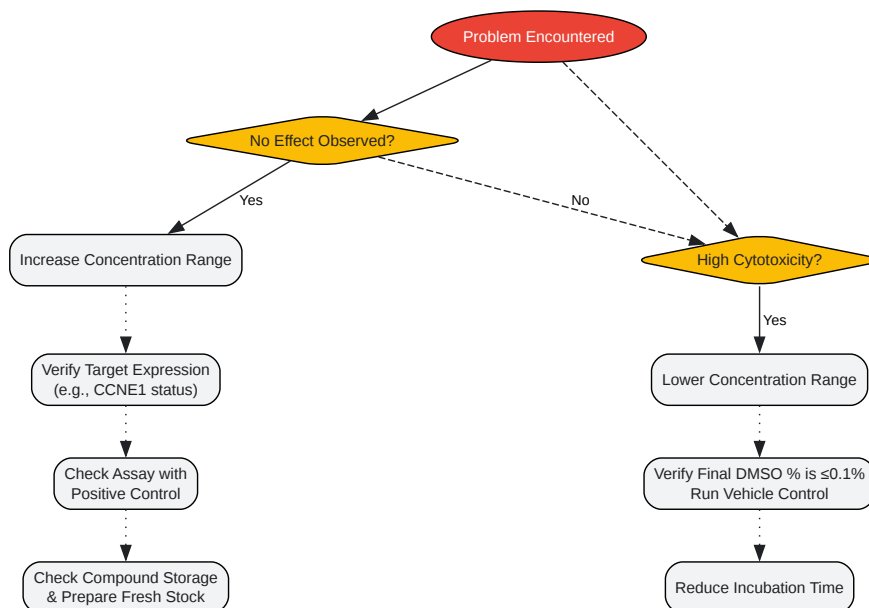 Problem Encountered
No Effect Observed?
Yes
No
Increase Concentration Range
High Cytotoxicity?
Yes
Verify Target Expression
(e.g., CCNE1 status)
Lower Concentration Range
Check Assay with
Positive Control
Verify Final DMSO % is ≤0.1%
Run Vehicle Control
Check Compound Storage
& Prepare Fresh Stock
Reduce Incubation Time